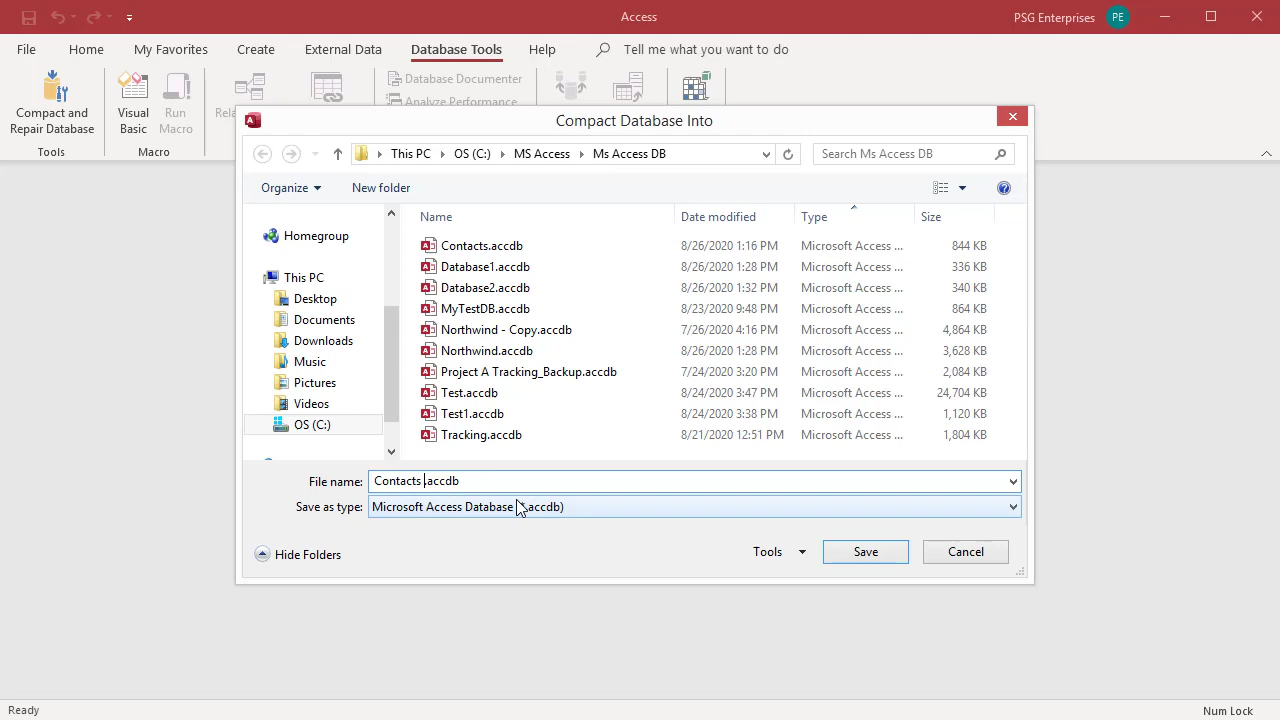 Access
PSG Enterprises PE
File Home My Favorites Create External Data Database Tools Help Tell me what you want to do
Compact and Repair Database
Visual Basic
Run Macro
Database Documenter
Analyze Performance
Tools
Macro
Compact Database Into
This PC OS (C:) MS Access Ms Access DB
Search Ms Access DB
Organize New folder
Name Date modified Type Size
Homegroup
This PC
Desktop
Documents
Downloads
Music
Pictures
Videos
OS (C:)
Contacts.accdb 8/26/2020 1:16 PM Microsoft Access ... 844 KB
Database1.accdb 8/26/2020 1:28 PM Microsoft Access ... 336 KB
Database2.accdb 8/26/2020 1:32 PM Microsoft Access ... 340 KB
MyTestDB.accdb 8/23/2020 9:48 PM Microsoft Access ... 864 KB
Northwind - Copy.accdb 7/26/2020 4:16 PM Microsoft Access ... 4,864 KB
Northwind.accdb 8/26/2020 1:28 PM Microsoft Access ... 3,628 KB
Project A Tracking_Backup.accdb 7/24/2020 3:20 PM Microsoft Access ... 2,084 KB
Test.accdb 8/24/2020 3:47 PM Microsoft Access ... 24,704 KB
Test1.accdb 8/24/2020 3:38 PM Microsoft Access ... 1,120 KB
Tracking.accdb 8/21/2020 12:51 PM Microsoft Access ... 1,804 KB
File name: Contacts .accdb
Save as type: Microsoft Access Database (*.accdb)
Hide Folders
Tools Save Cancel
Ready
Num Lock